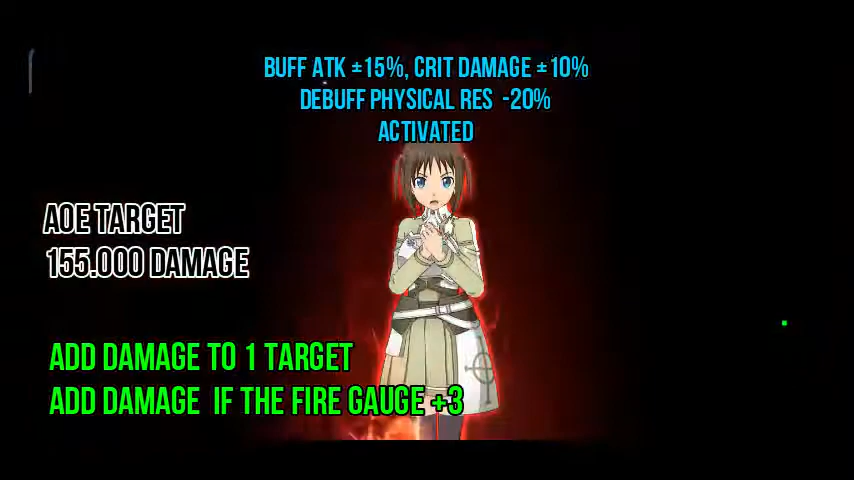 BUFF ATK ±15%, CRIT DAMAGE ±10%
DEBUFF PHYSICAL RES -20%
ACTIVATED
AOE TARGET
155.000 DAMAGE
ADD DAMAGE TO 1 TARGET
ADD DAMAGE IF THE FIRE GAUGE +3